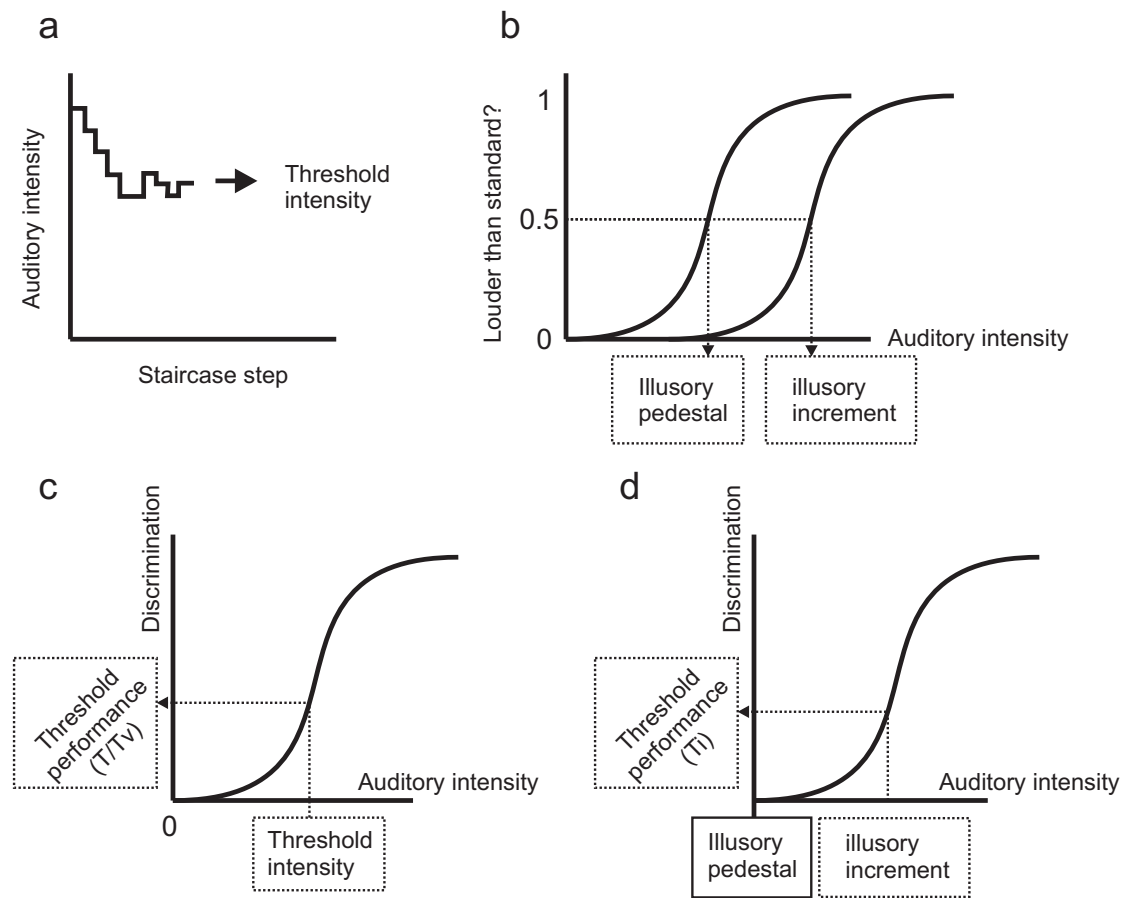 a
Auditory intensity
Threshold
intensity
Staircase step
b
Louder than standard?
1
0.5
0
Auditory intensity
Illusory
pedestal
illusory
increment
c
Discrimination
Threshold
performance
(T/Tv)
Auditory intensity
0
Threshold
intensity
d
Discrimination
Threshold
performance
(Ti)
Auditory intensity
Illusory
pedestal
illusory
increment